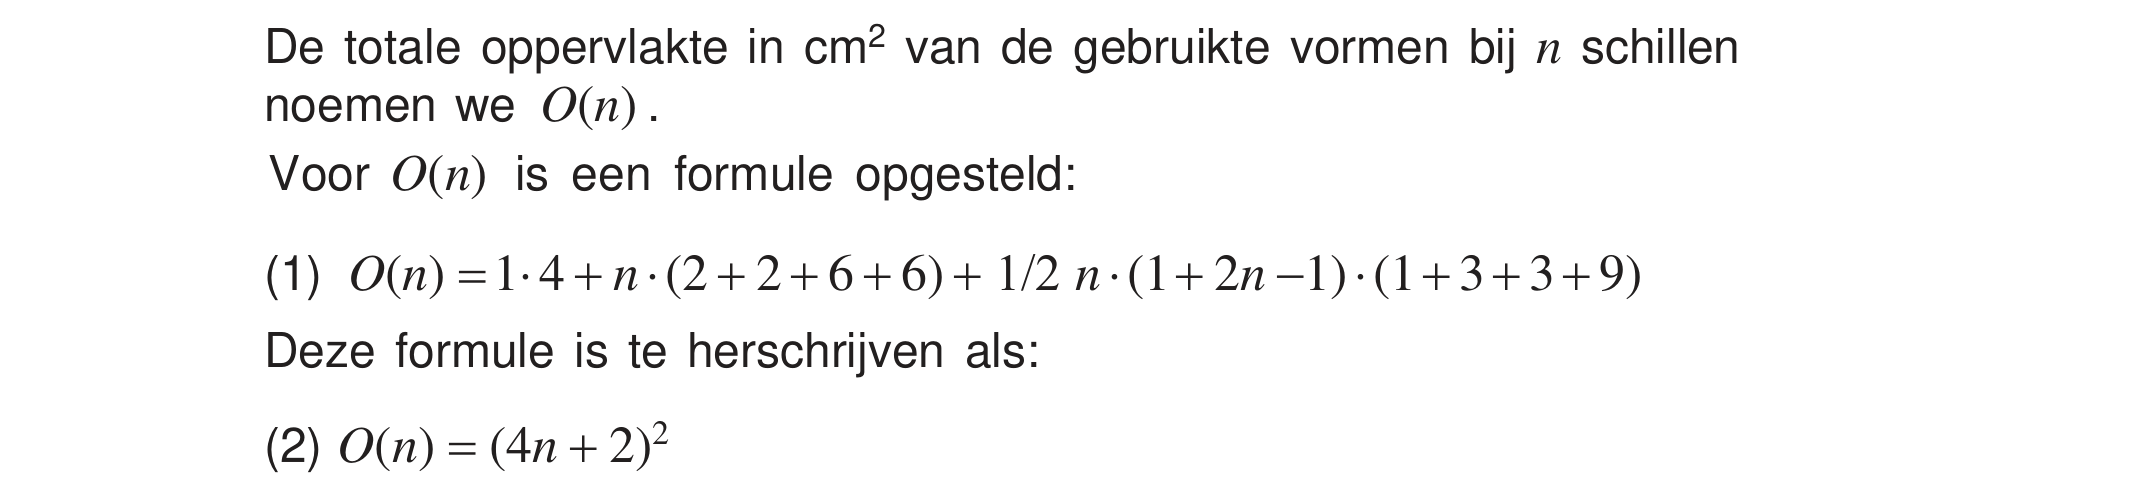 De totale oppervlakte in cm² van de gebruikte vormen bij n schillen
noemen we O(n).
Voor O(n) is een formule opgesteld:
(1) O(n) = 1·4 + n·(2 + 2 + 6 + 6) + 1/2 n·(1 + 2n − 1)·(1 + 3 + 3 + 9)
Deze formule is te herschrijven als:
(2) O(n) = (4n + 2)²